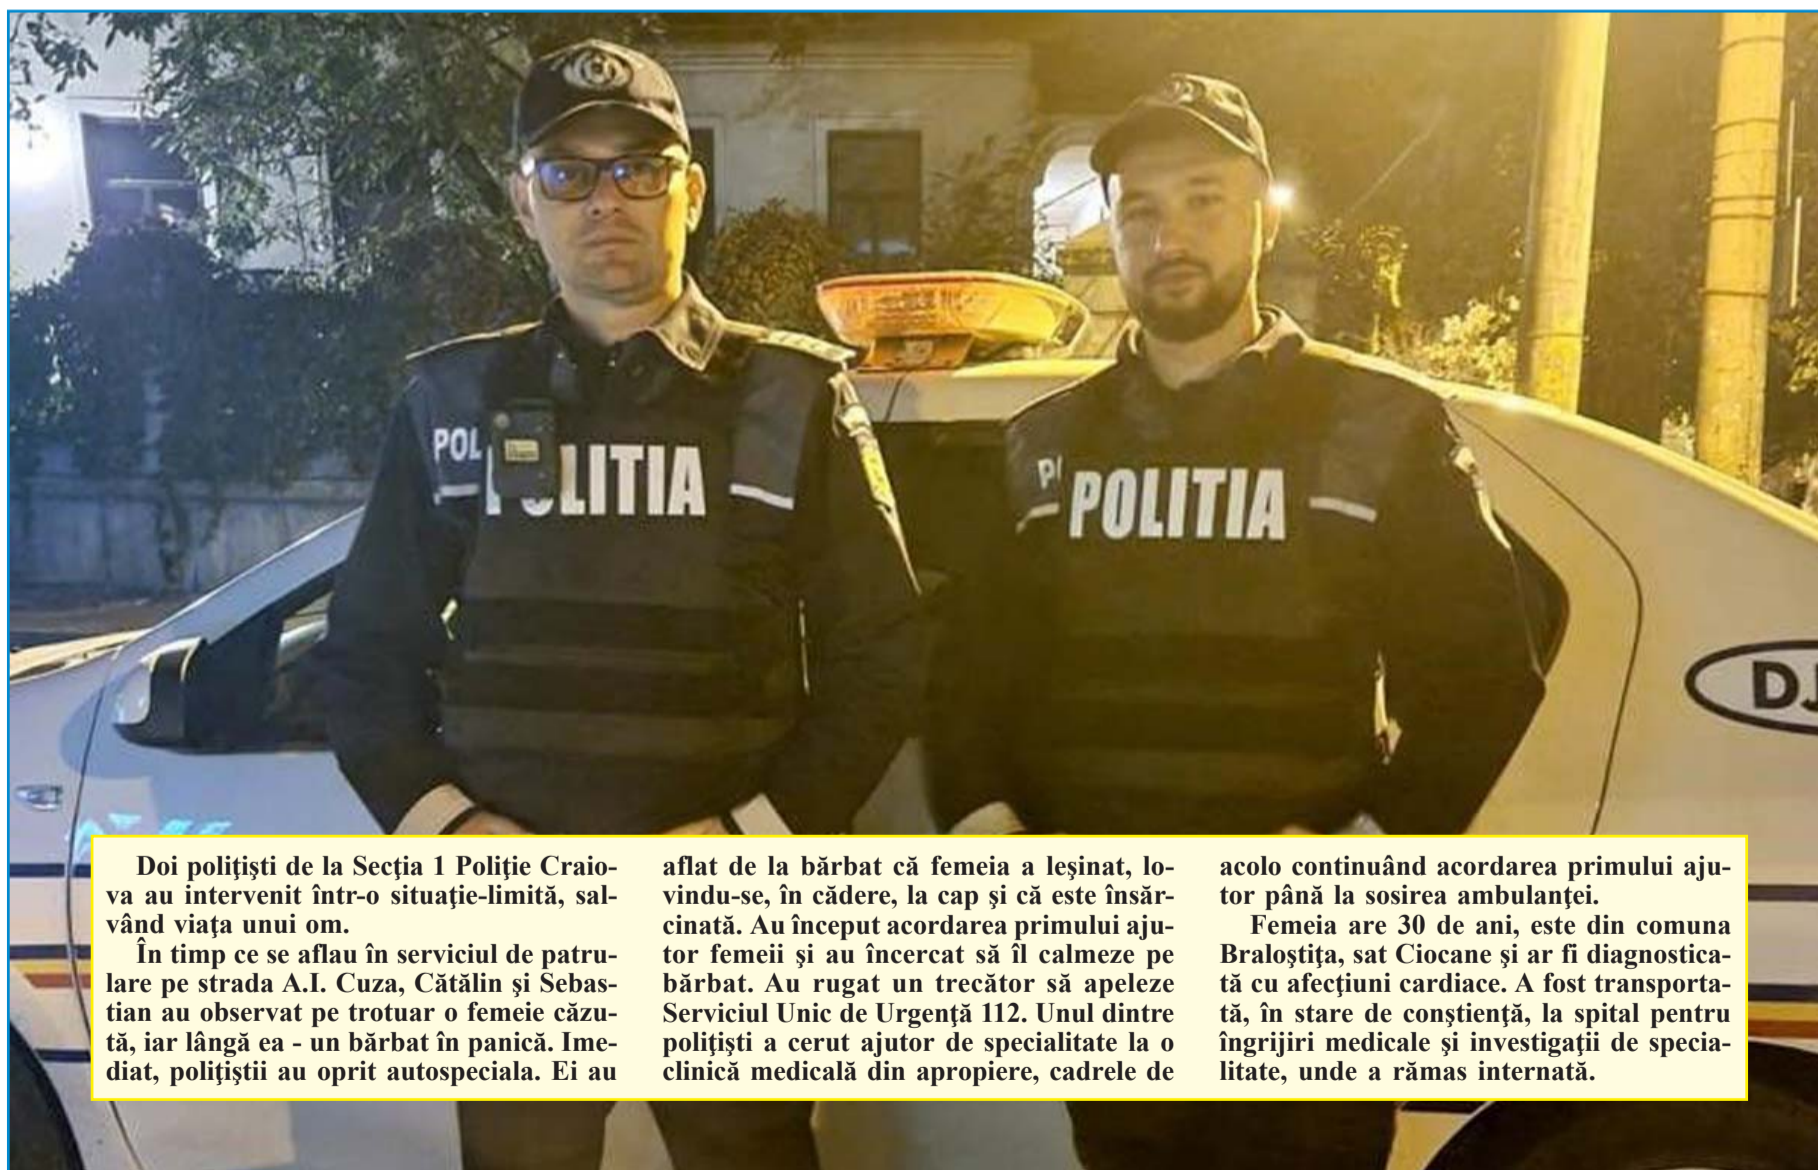 POL
POLITIA
POLITIA
DJ
Doi poliţişti de la Secţia 1 Poliţie Craio-
va au intervenit într-o situaţie-limită, sal-
vând viaţa unui om.
În timp ce se aflau în serviciul de patru-
lare pe strada A.I. Cuza, Cătălin şi Sebas-
tian au observat pe trotuar o femeie căzu-
tă, iar lângă ea - un bărbat în panică. Ime-
diat, poliţiştii au oprit autospeciala. Ei au
aflat de la bărbat că femeia a leşinat, lo-
vindu-se, în cădere, la cap şi că este însăr-
cinată. Au început acordarea primului aju-
tor femeii şi au încercat să îl calmeze pe
bărbat. Au rugat un trecător să apeleze
Serviciul Unic de Urgenţă 112. Unul dintre
poliţişti a cerut ajutor de specialitate la o
clinică medicală din apropiere, cadrele de
acolo continuând acordarea primului aju-
tor până la sosirea ambulanţei.
Femeia are 30 de ani, este din comuna
Braloştiţa, sat Ciocane şi ar fi diagnostica-
tă cu afecţiuni cardiace. A fost transporta-
tă, în stare de conştienţă, la spital pentru
îngrijiri medicale şi investigaţii de specia-
litate, unde a rămas internată.